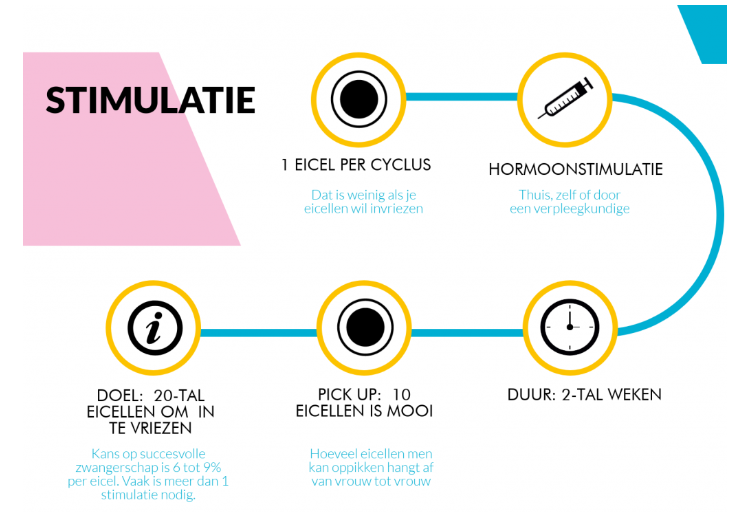 STIMULATIE
1 EICEL PER CYCLUS
Dat is weinig als je
eicellen wil invriezen
HORMOONSTIMULATIE
Thuis, zelf of door
een verpleegkundige
DUUR: 2-TAL WEKEN
PICK UP: 10
EICELLEN IS MOOI
Hoeveel eicellen men
kan oppikken hangt af
van vrouw tot vrouw
DOEL: 20-TAL
EICELLEN OM IN
TE VRIEZEN
Kans op succesvolle
zwangerschap is 6 tot 9%
per eicel. Vaak is meer dan 1
stimulatie nodig.